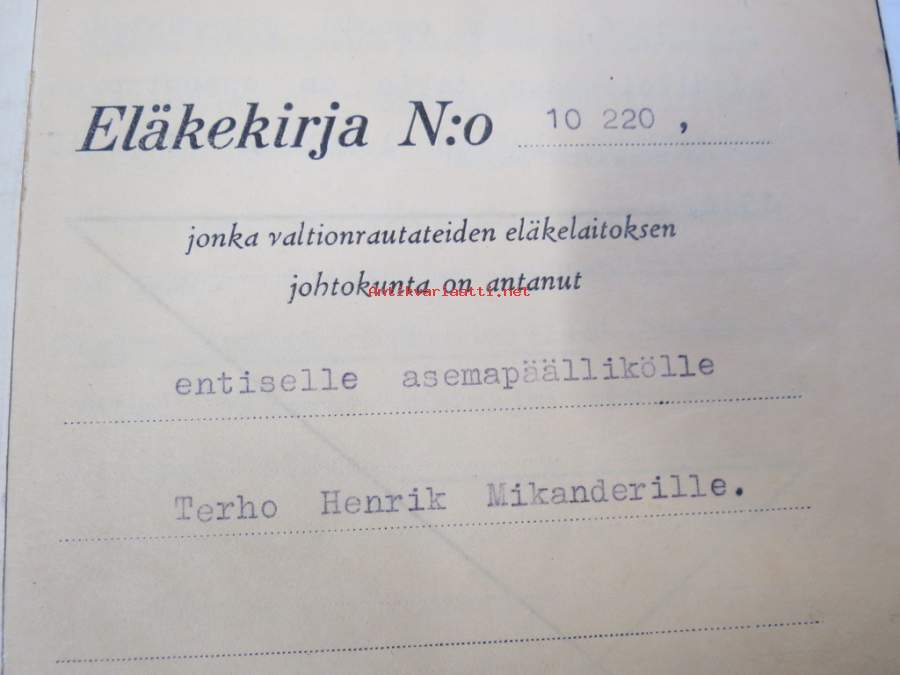 Eläkekirja N:o 10 220 ,
jonka valtionrautateiden eläkelaitoksen
johtokunta on antanut
Antikvariaatti.net
entiselle asemapäällikölle
Terho Henrik Mikanderille.